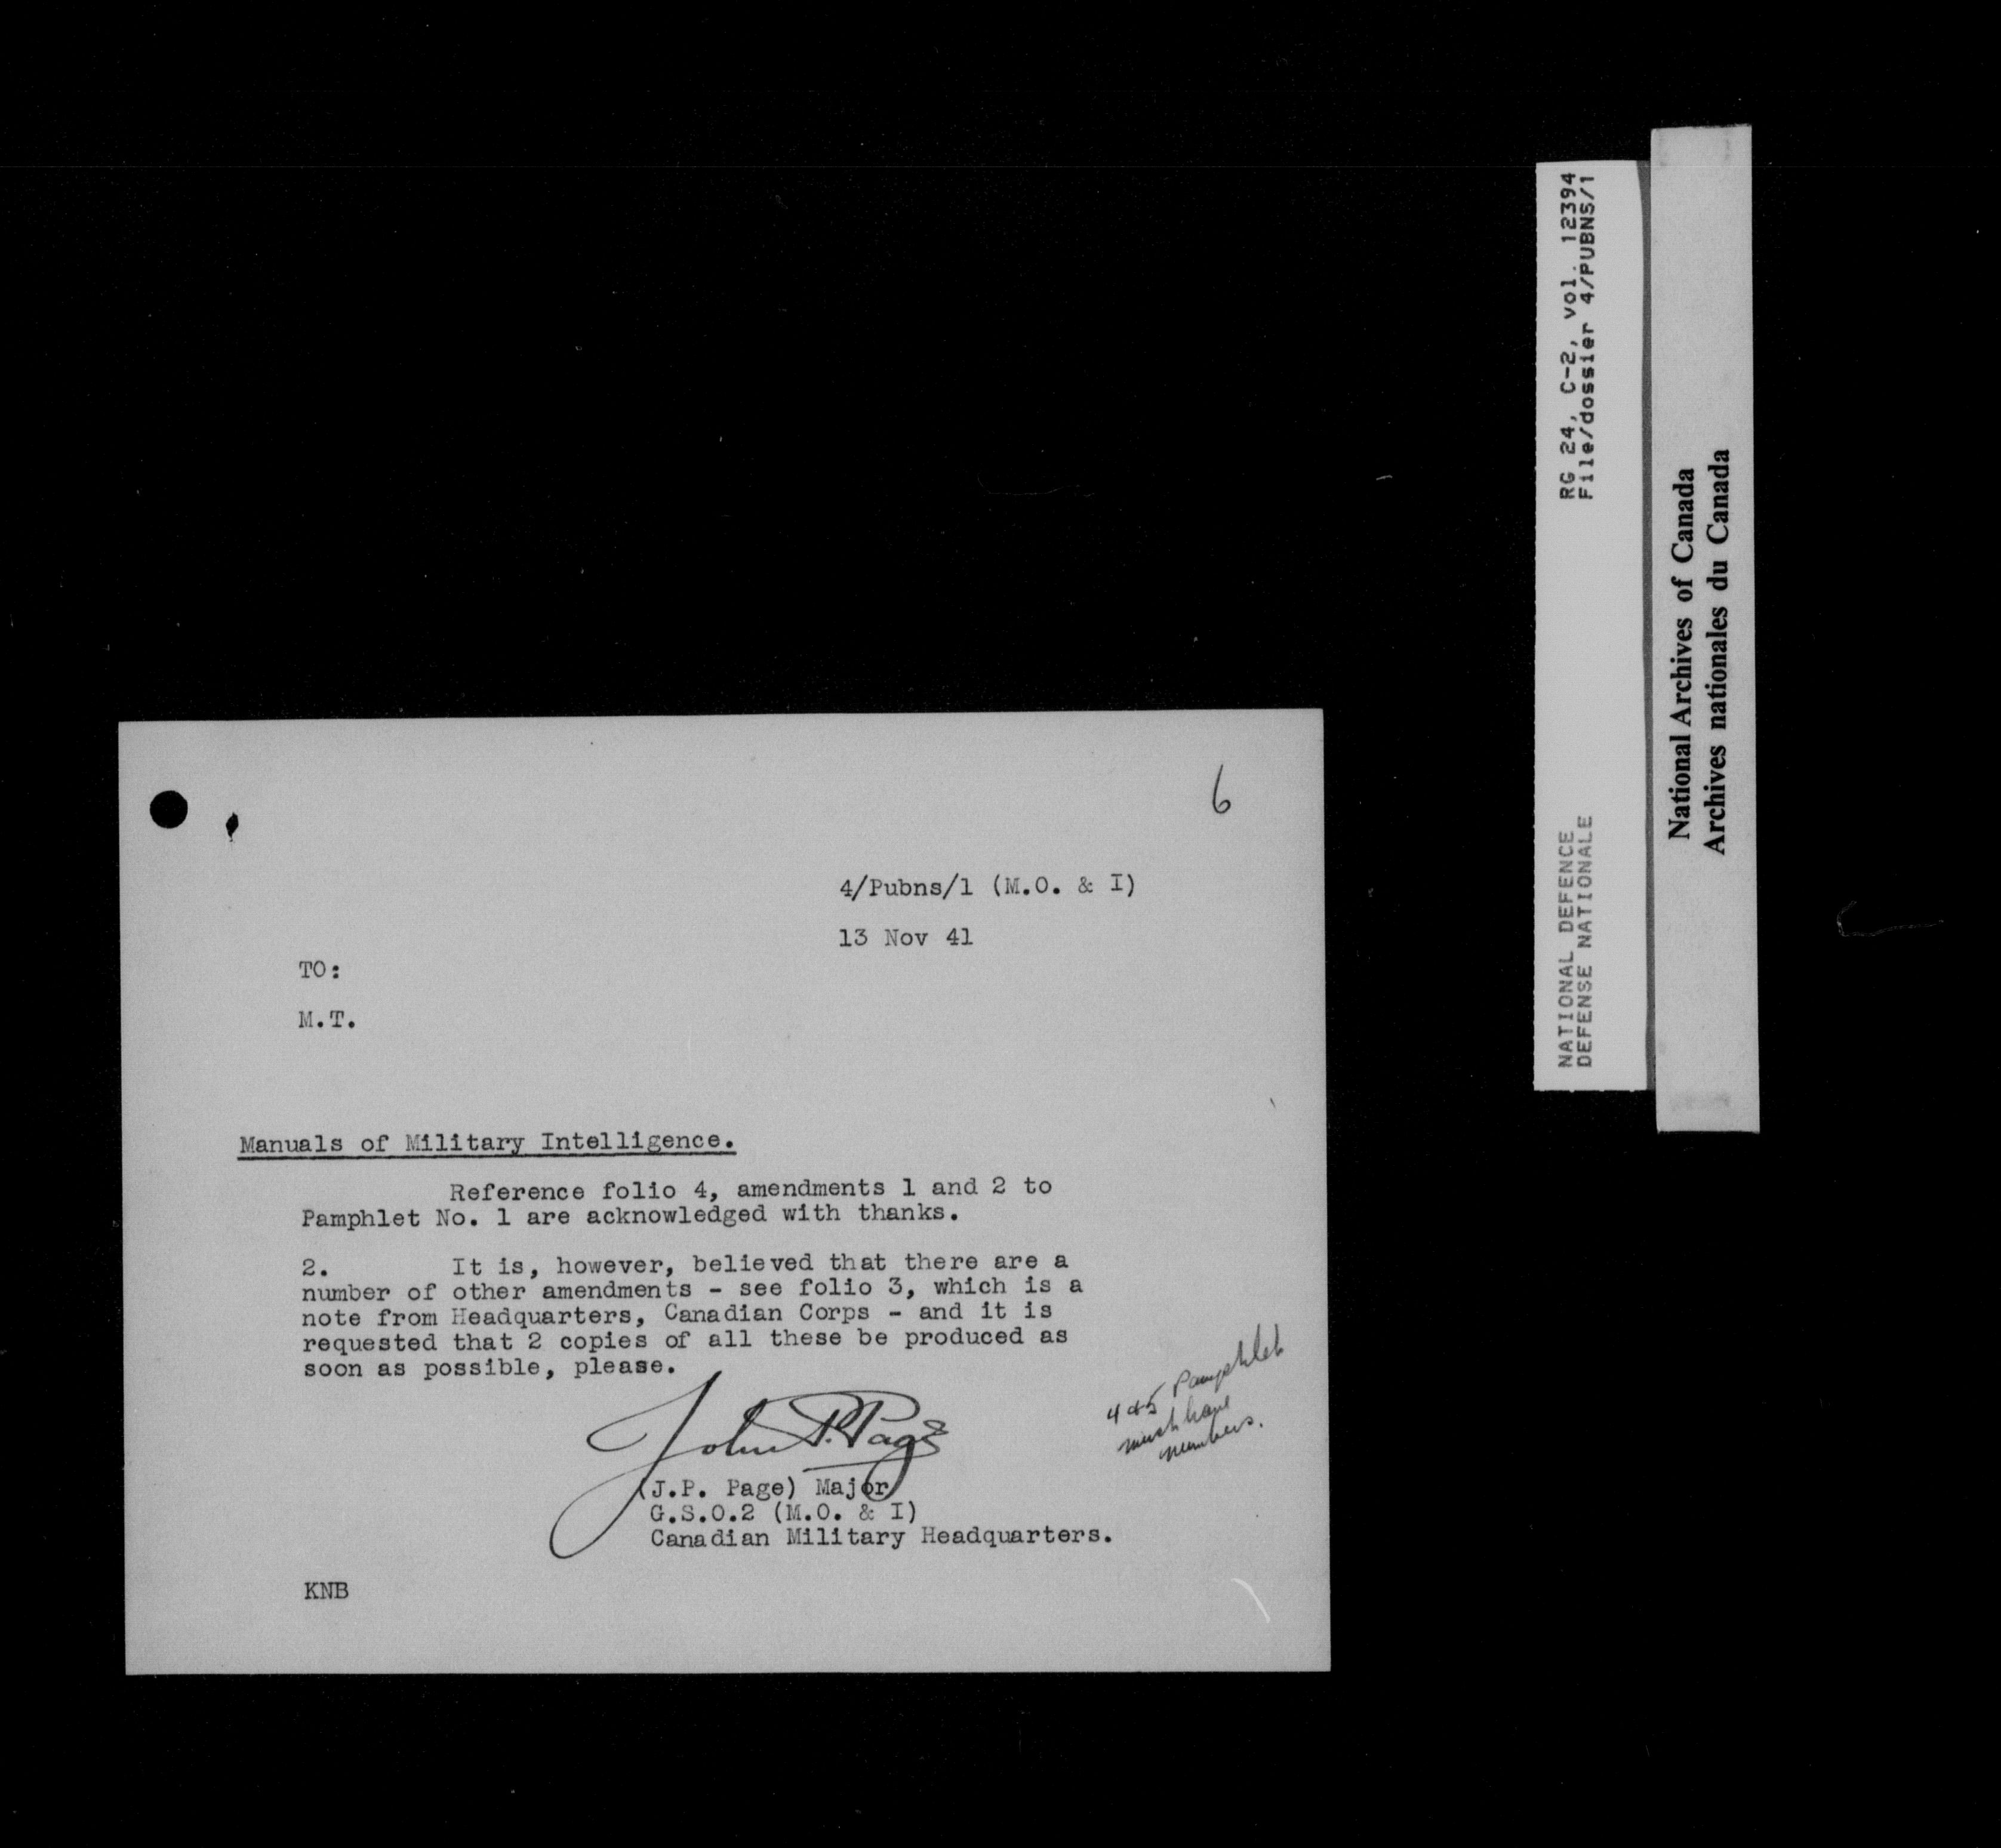 6
4/Pubns/1 (M.O. & I)
13 Nov 41
TO:
M.T.
Manuals of Military Intelligence.
Reference folio 4, amendments 1 and 2 to
Pamphlet No. 1 are acknowledged with thanks.
2. It is, however, believed that there are a
number of other amendments - see folio 3, which is a
note from Headquarters, Canadian Corps - and it is
requested that 2 copies of all these be produced as
soon as possible, please.
John P. Page
(J.P. Page) Major
G.S.O.2 (M.O. & I)
Canadian Military Headquarters.
KNB
Pamphlet
must have
numbers.
RG 24, C-2, vol. 12394
File/dossier 4/PUBNS/1
NATIONAL DEFENCE
DEFENSE NATIONALE
National Archives of Canada
Archives nationales du Canada